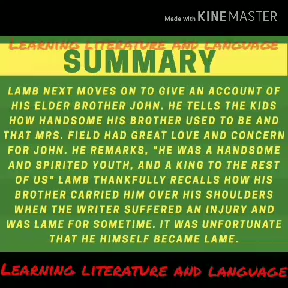 Made with KINEMASTER
Learning Literature and Language
SUMMARY
LAMB NEXT MOVES ON TO GIVE AN ACCOUNT OF
HIS ELDER BROTHER JOHN. HE TELLS THE KIDS
HOW HANDSOME HIS BROTHER USED TO BE AND
THAT MRS. FIELD HAD GREAT LOVE AND CONCERN
FOR JOHN. HE REMARKS, "HE WAS A HANDSOME
AND SPIRITED YOUTH, AND A KING TO THE REST
OF US" LAMB THANKFULLY RECALLS HOW HIS
BROTHER CARRIED HIM OVER HIS SHOULDERS
WHEN THE WRITER SUFFERED AN INJURY AND
WAS LAME FOR SOMETIME. IT WAS UNFORTUNATE
THAT HE HIMSELF BECAME LAME.
Learning literature and language